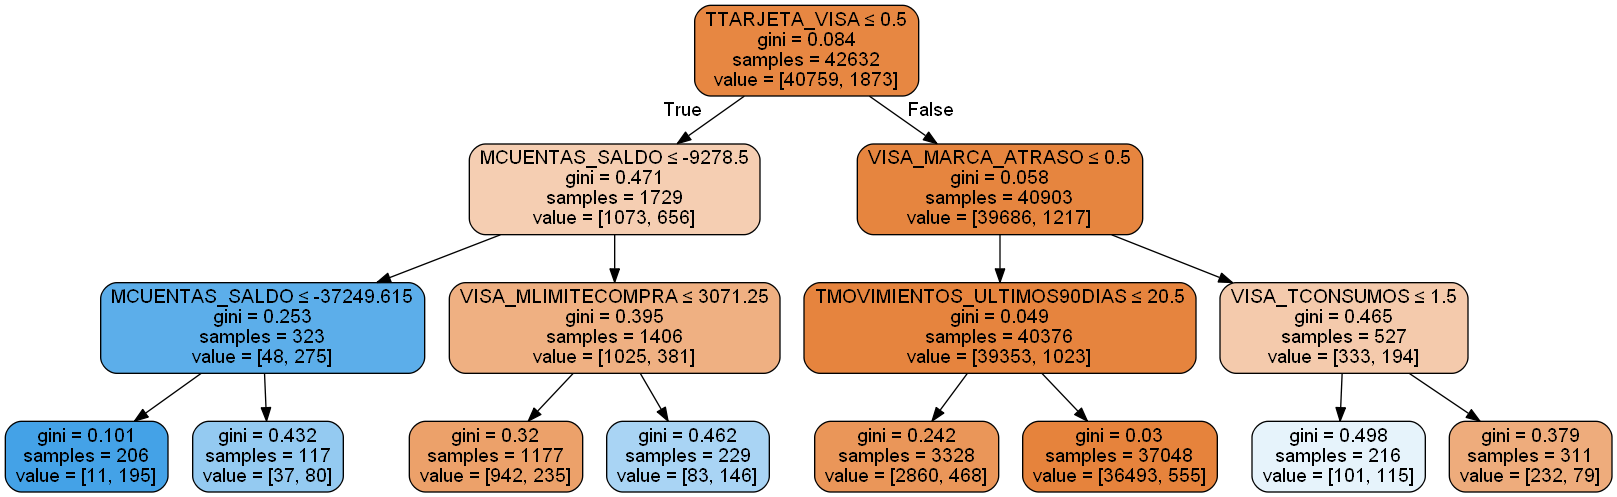 TTARJETA_VISA ≤ 0.5
gini = 0.084
samples = 42632
value = [40759, 1873]
True
False
MCUENTAS_SALDO ≤ -9278.5
gini = 0.471
samples = 1729
value = [1073, 656]
VISA_MARCA_ATRASO ≤ 0.5
gini = 0.058
samples = 40903
value = [39686, 1217]
MCUENTAS_SALDO ≤ -37249.615
gini = 0.253
samples = 323
value = [48, 275]
VISA_MLIMITECOMPRA ≤ 3071.25
gini = 0.395
samples = 1406
value = [1025, 381]
TMOVIMIENTOS_ULTIMOS90DIAS ≤ 20.5
gini = 0.049
samples = 40376
value = [39353, 1023]
VISA_TCONSUMOS ≤ 1.5
gini = 0.465
samples = 527
value = [333, 194]
gini = 0.101
samples = 206
value = [11, 195]
gini = 0.432
samples = 117
value = [37, 80]
gini = 0.32
samples = 1177
value = [942, 235]
gini = 0.462
samples = 229
value = [83, 146]
gini = 0.242
samples = 3328
value = [2860, 468]
gini = 0.03
samples = 37048
value = [36493, 555]
gini = 0.498
samples = 216
value = [101, 115]
gini = 0.379
samples = 311
value = [232, 79]